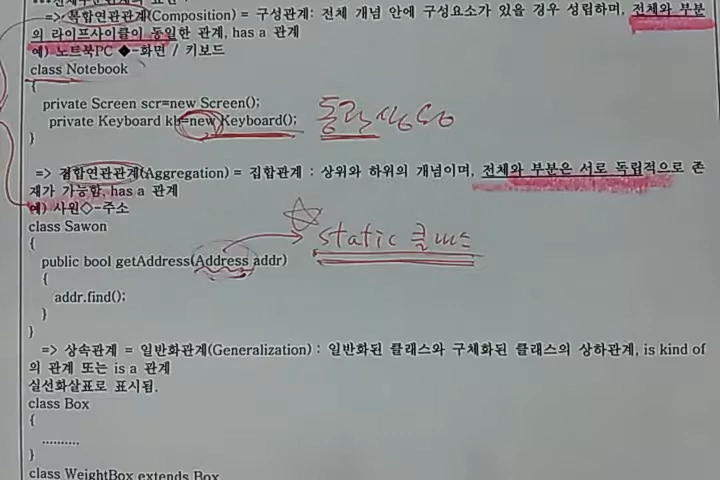 => 복합연관관계(Composition) = 구성관계: 전체 개념 안에 구성요소가 있을 경우 성립하며, 전체와 부분
의 라이프사이클이 동일한 관계, has a 관계
예) 노트북PC ◆-화면 / 키보드
class Notebook
{
private Screen scr=new Screen();
private Keyboard kb=new Keyboard();
}
=> 집합연관관계(Aggregation) = 집합관계 : 상위와 하위의 개념이며, 전체와 부분은 서로 독립적으로 존
재가 가능함, has a 관계
예) 사원◇-주소
class Sawon
{
public bool getAddress(Address addr)
static 클래스
{
addr.find();
}
}
=> 상속관계 = 일반화관계(Generalization) : 일반화된 클래스와 구체화된 클래스의 상하관계, is kind of
의 관계 또는 is a 관계
실선화살표로 표시됨.
class Box
{
..........
}
class WeightBox extends Box